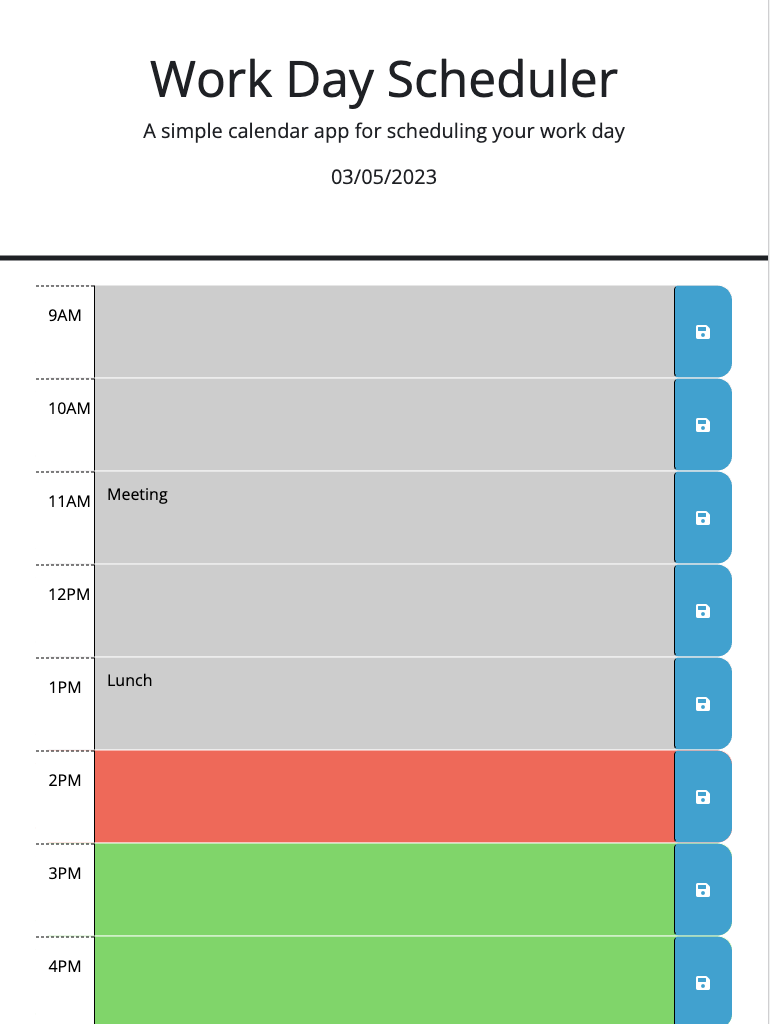 Work Day Scheduler
A simple calendar app for scheduling your work day
03/05/2023
9AM
10AM
11AM Meeting
12PM
1PM Lunch
2PM
3PM
4PM